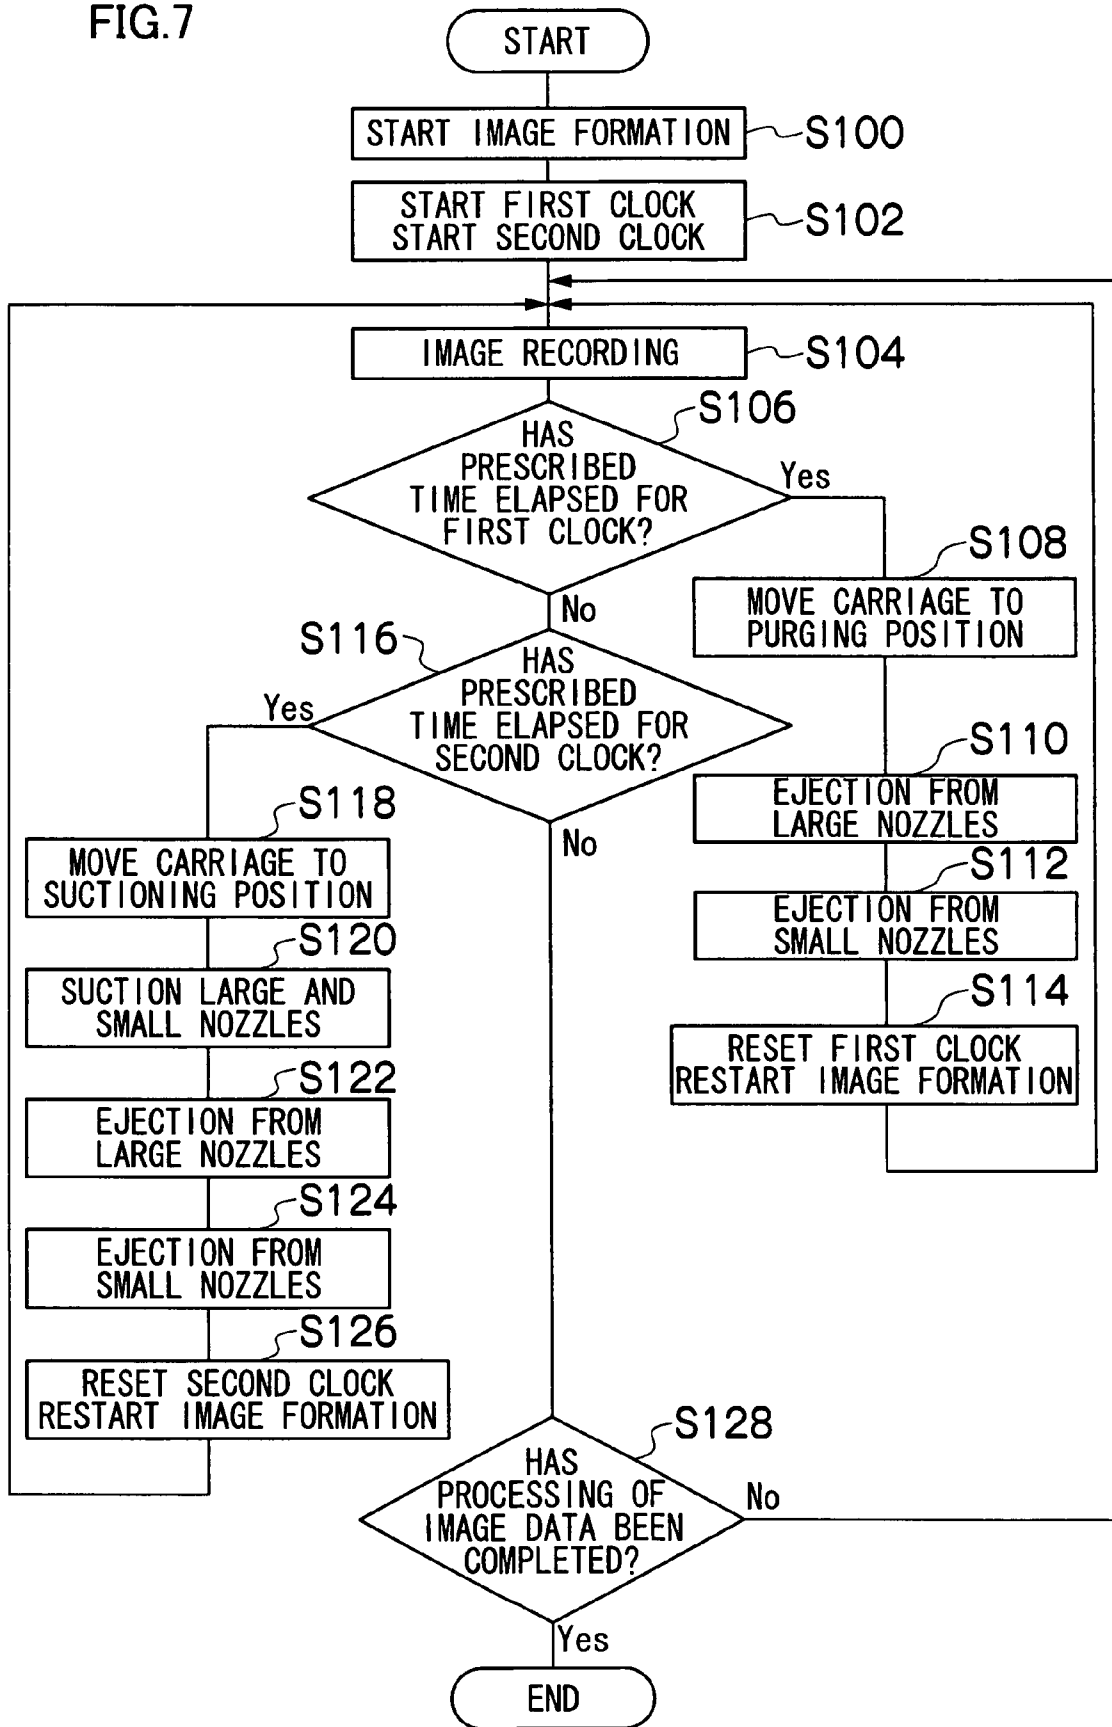 FIG.7
START
START IMAGE FORMATION
S100
START FIRST CLOCK
START SECOND CLOCK
S102
IMAGE RECORDING
S104
HAS
PRESCRIBED
TIME ELAPSED FOR
FIRST CLOCK?
S106
Yes
No
S108
MOVE CARRIAGE TO
PURGING POSITION
S110
EJECTION FROM
LARGE NOZZLES
S112
EJECTION FROM
SMALL NOZZLES
S114
RESET FIRST CLOCK
RESTART IMAGE FORMATION
S116
HAS
PRESCRIBED
TIME ELAPSED FOR
SECOND CLOCK?
Yes
No
S118
MOVE CARRIAGE TO
SUCTIONING POSITION
S120
SUCTION LARGE AND
SMALL NOZZLES
S122
EJECTION FROM
LARGE NOZZLES
S124
EJECTION FROM
SMALL NOZZLES
S126
RESET SECOND CLOCK
RESTART IMAGE FORMATION
S128
HAS
PROCESSING OF
IMAGE DATA BEEN
COMPLETED?
No
Yes
END